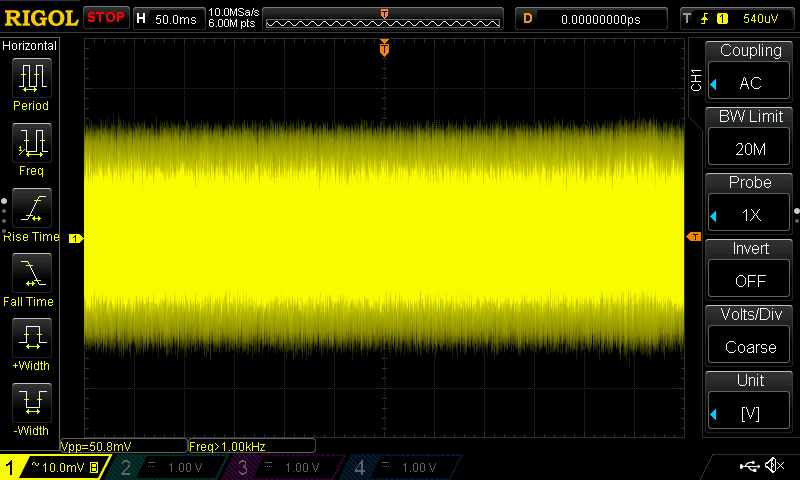 RIGOL STOP H 50.0ms 10.0MSa/s 6.00M pts T D 0.00000000ps T 1 540uV
Horizontal
Period
Freq
Rise Time
Fall Time
+Width
-Width
T
1
T
CH1
Coupling
AC
BW Limit
20M
Probe
1X
Invert
OFF
Volts/Div
Coarse
Unit
[V]
Vpp=50.8mV Freq>1.00kHz
1 ~ 10.0mV B 2 1.00 V 3 1.00 V 4 1.00 V